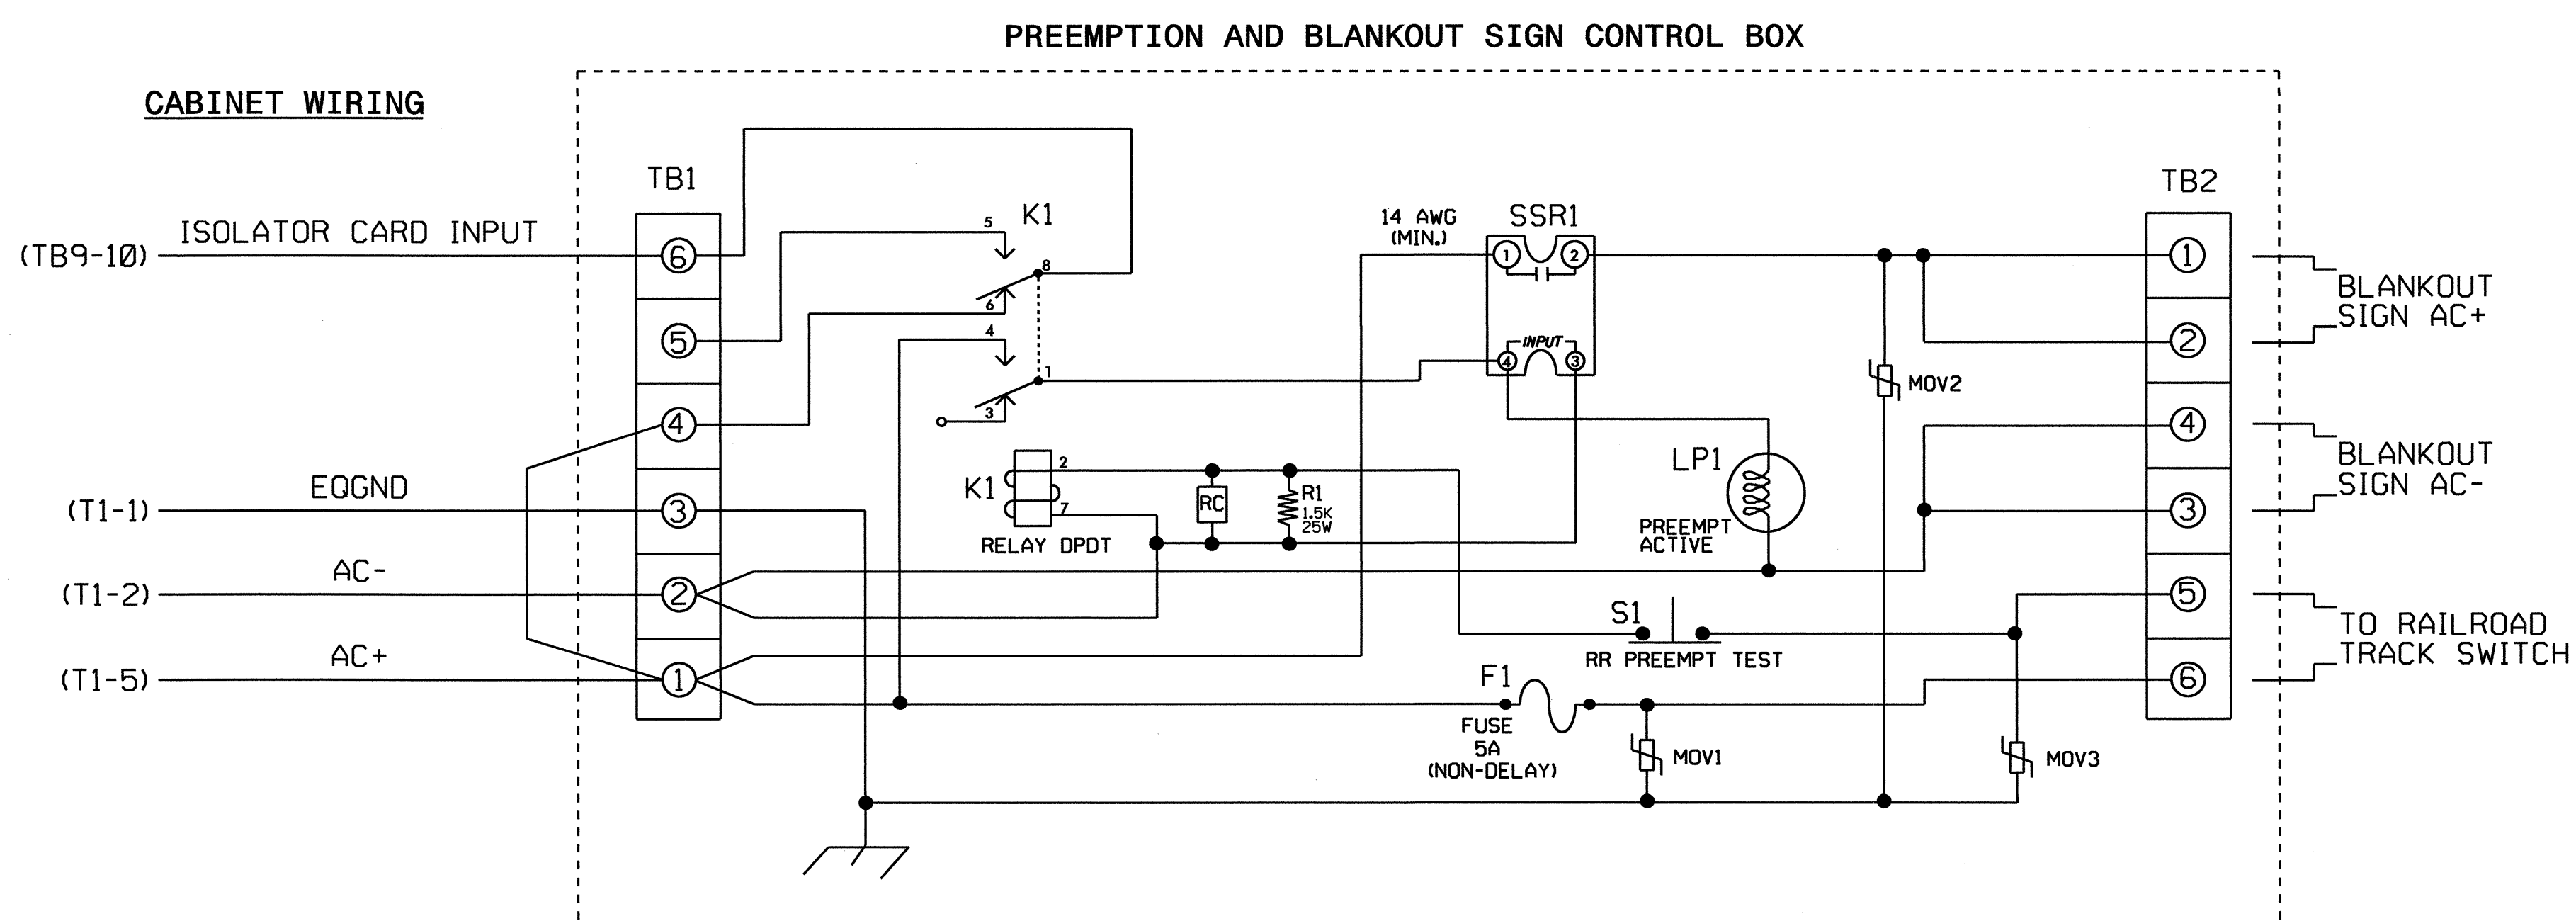 PREEMPTION AND BLANKOUT SIGN CONTROL BOX
CABINET WIRING
TB1
(TB9-10)
ISOLATOR CARD INPUT
6
5
4
(T1-1)
EQGND
3
(T1-2)
AC-
2
(T1-5)
AC+
1
K1
5
8
6
4
1
3
K1
2
7
RELAY DPDT
RC
R1
1.5K
25W
14 AWG
(MIN.)
SSR1
1
2
INPUT
4
3
LP1
PREEMPT
ACTIVE
S1
RR PREEMPT TEST
F1
FUSE
5A
(NON-DELAY)
MOV1
MOV2
MOV3
TB2
1
2
4
3
5
6
BLANKOUT
SIGN AC+
BLANKOUT
SIGN AC-
TO RAILROAD
TRACK SWITCH